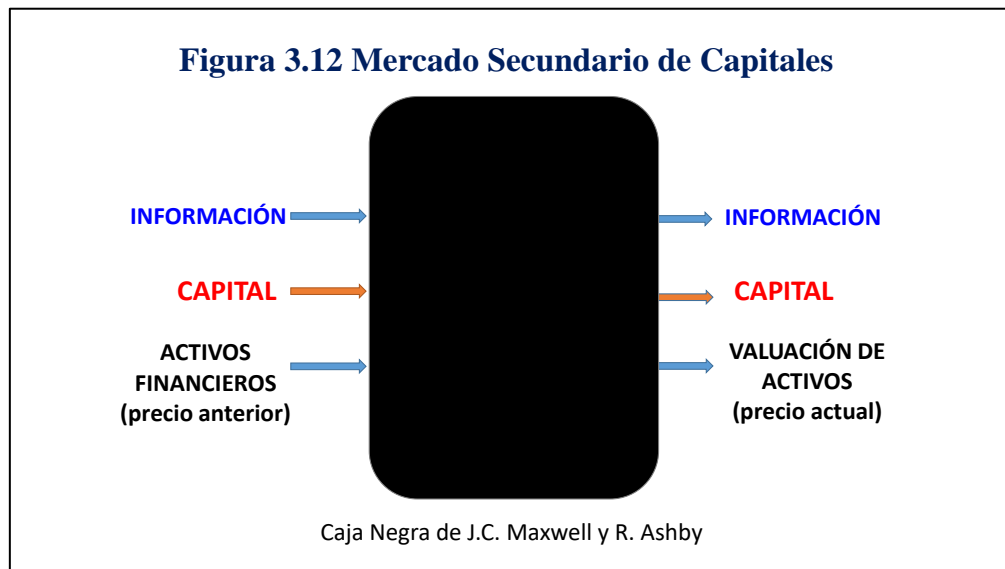 Figura 3.12 Mercado Secundario de Capitales
INFORMACIÓN
CAPITAL
ACTIVOS
FINANCIEROS
(precio anterior)
INFORMACIÓN
CAPITAL
VALUACIÓN DE
ACTIVOS
(precio actual)
Caja Negra de J.C. Maxwell y R. Ashby